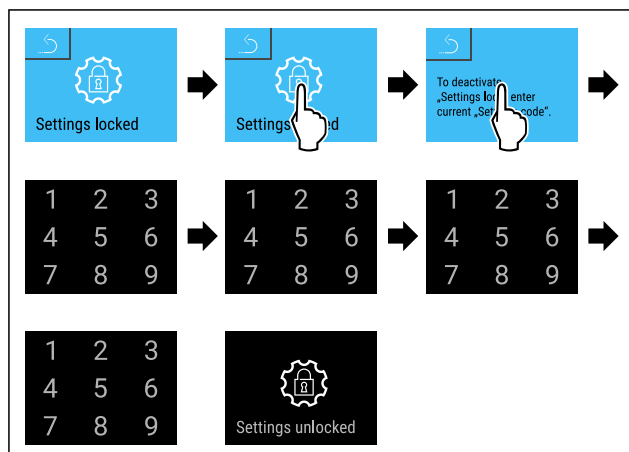 Settings locked
Settings
To deactivate
„Settings enter
current code".
1 2 3
4 5 6
7 8 9
1 2 3
4 5 6
7 8 9
1 2 3
4 5 6
7 8 9
1 2 3
4 5 6
7 8 9
Settings unlocked